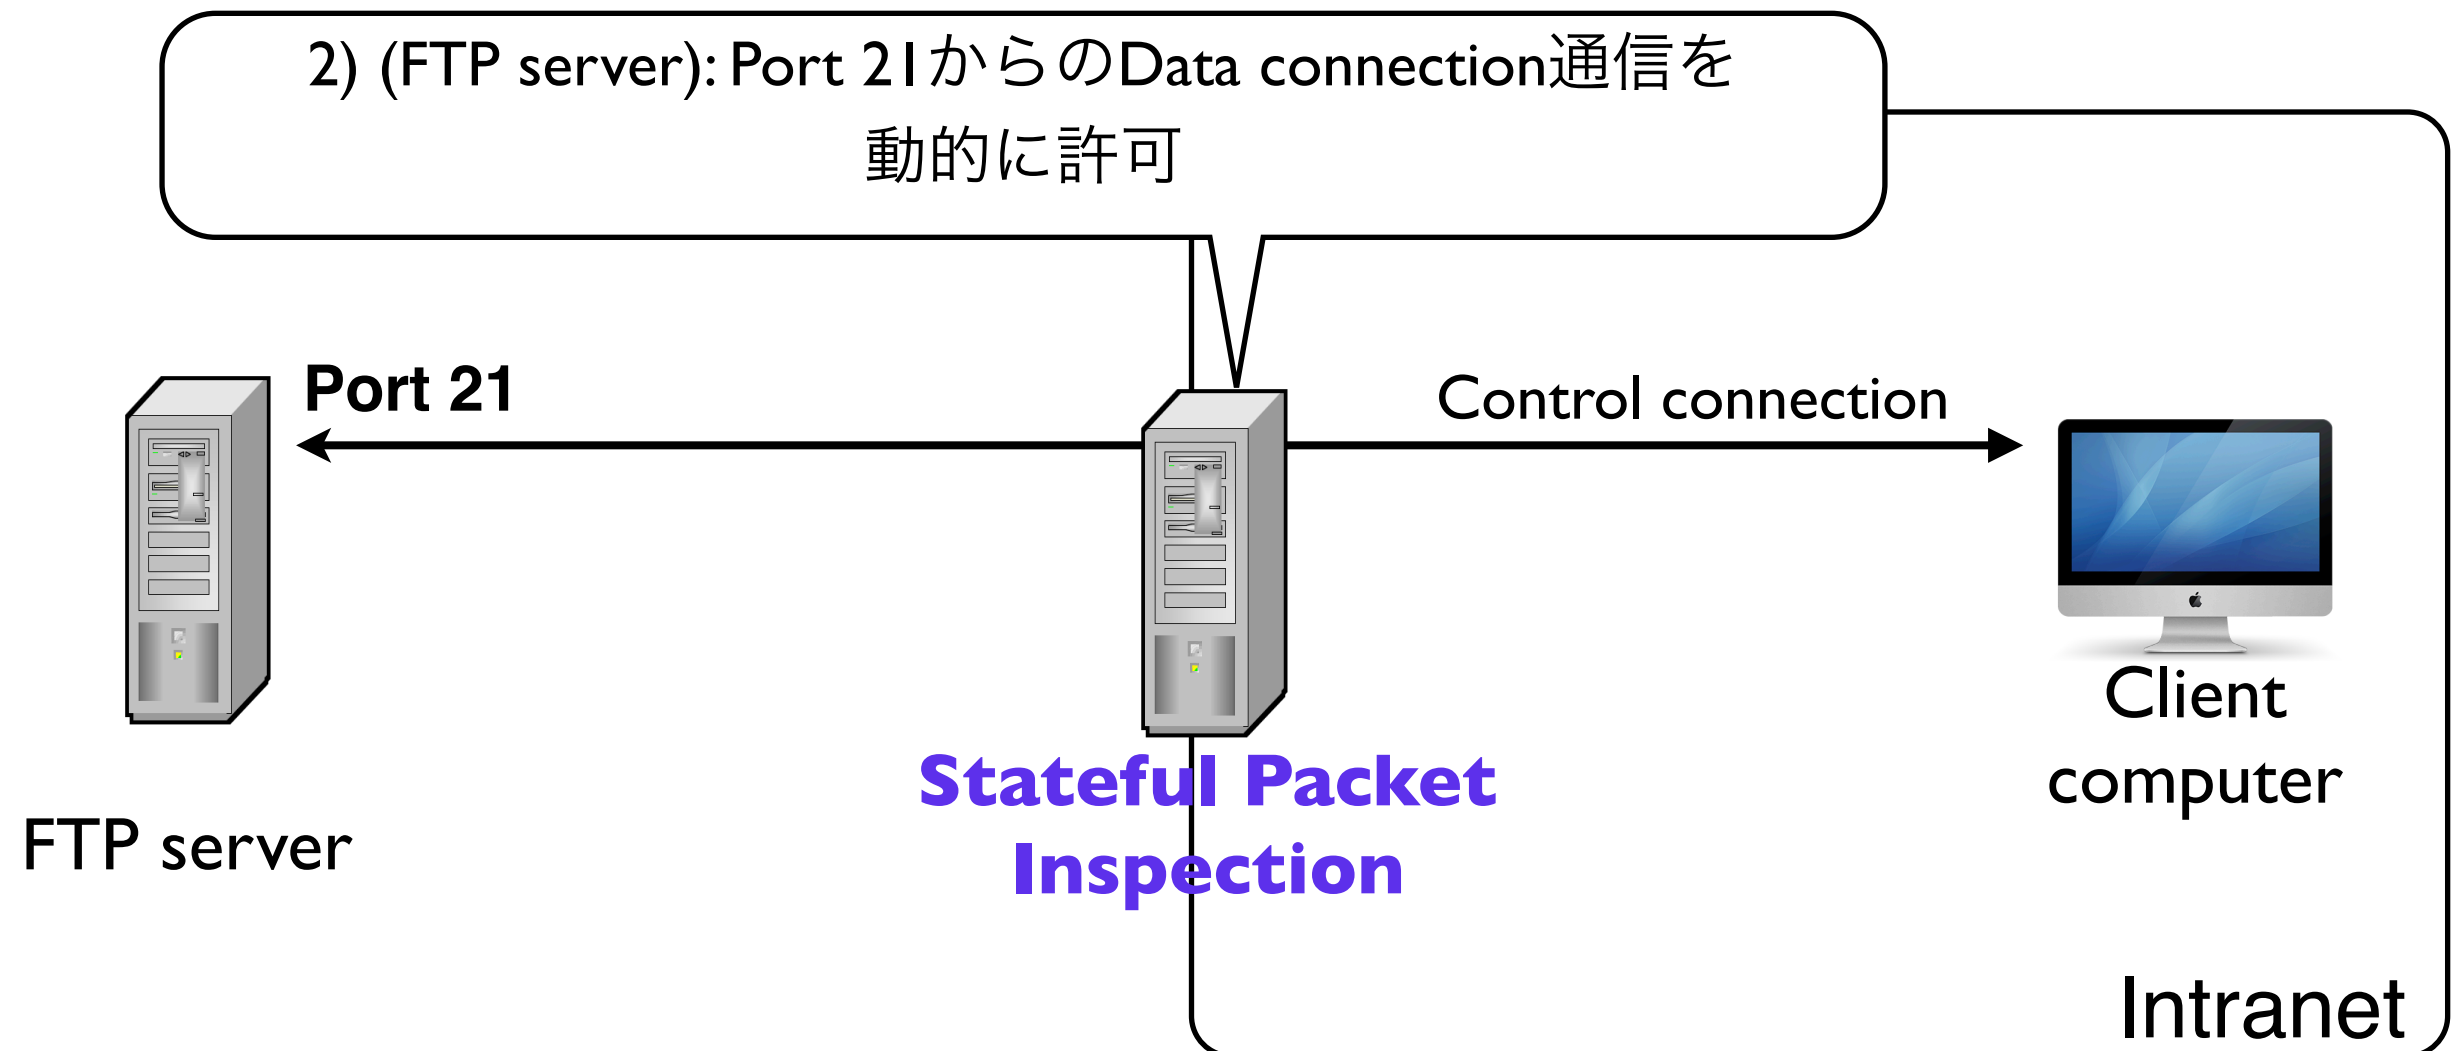 2) (FTP server): Port 21からのData connection通信を
動的に許可
Port 21
Control connection
Client
computer
Stateful Packet
Inspection
FTP server
Intranet